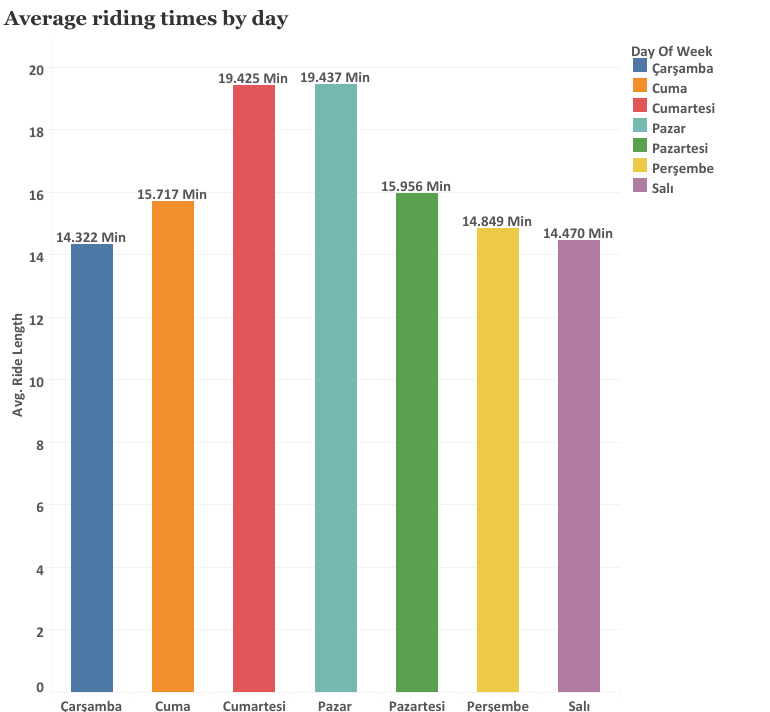 Average riding times by day
Day Of Week
Çarşamba
Cuma
Cumartesi
Pazar
Pazartesi
Perşembe
Salı
20
18
16
14
12
10
8
6
4
2
0
Avg. Ride Length
14.322 Min
15.717 Min
19.425 Min
19.437 Min
15.956 Min
14.849 Min
14.470 Min
Çarşamba
Cuma
Cumartesi
Pazar
Pazartesi
Perşembe
Salı